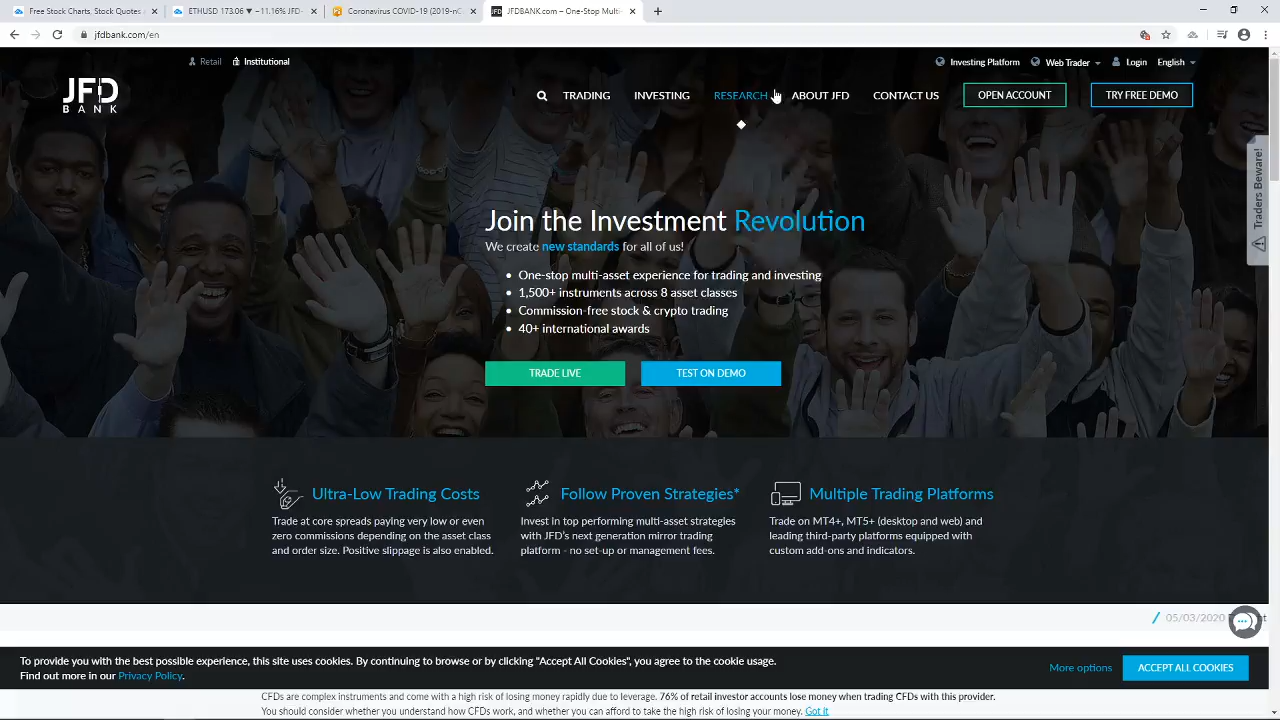 Free Stock Charts, Stock Quotes a
ETHUSD 173.06 ▼ −11.16% JFD-
Coronavirus COVID-19 (2019-nC
JFDBANK.com – One-Stop Multi-
jfdbank.com/en
Retail
Institutional
Investing Platform
Web Trader
Login
English
JFD
BANK
TRADING
INVESTING
RESEARCH
ABOUT JFD
CONTACT US
OPEN ACCOUNT
TRY FREE DEMO
Traders Beware!
Join the Investment Revolution
We create new standards for all of us!
• One-stop multi-asset experience for trading and investing
• 1,500+ instruments across 8 asset classes
• Commission-free stock & crypto trading
• 40+ international awards
TRADE LIVE
TEST ON DEMO
Ultra-Low Trading Costs
Trade at core spreads paying very low or even
zero commissions depending on the asset class
and order size. Positive slippage is also enabled.
Follow Proven Strategies*
Invest in top performing multi-asset strategies
with JFD's next generation mirror trading
platform - no set-up or management fees.
Multiple Trading Platforms
Trade on MT4+, MT5+ (desktop and web) and
leading third-party platforms equipped with
custom add-ons and indicators.
05/03/2020
To provide you with the best possible experience, this site uses cookies. By continuing to browse or by clicking "Accept All Cookies", you agree to the cookie usage.
Find out more in our Privacy Policy.
More options
ACCEPT ALL COOKIES
CFDs are complex instruments and come with a high risk of losing money rapidly due to leverage. 76% of retail investor accounts lose money when trading CFDs with this provider.
You should consider whether you understand how CFDs work, and whether you can afford to take the high risk of losing your money. Got it